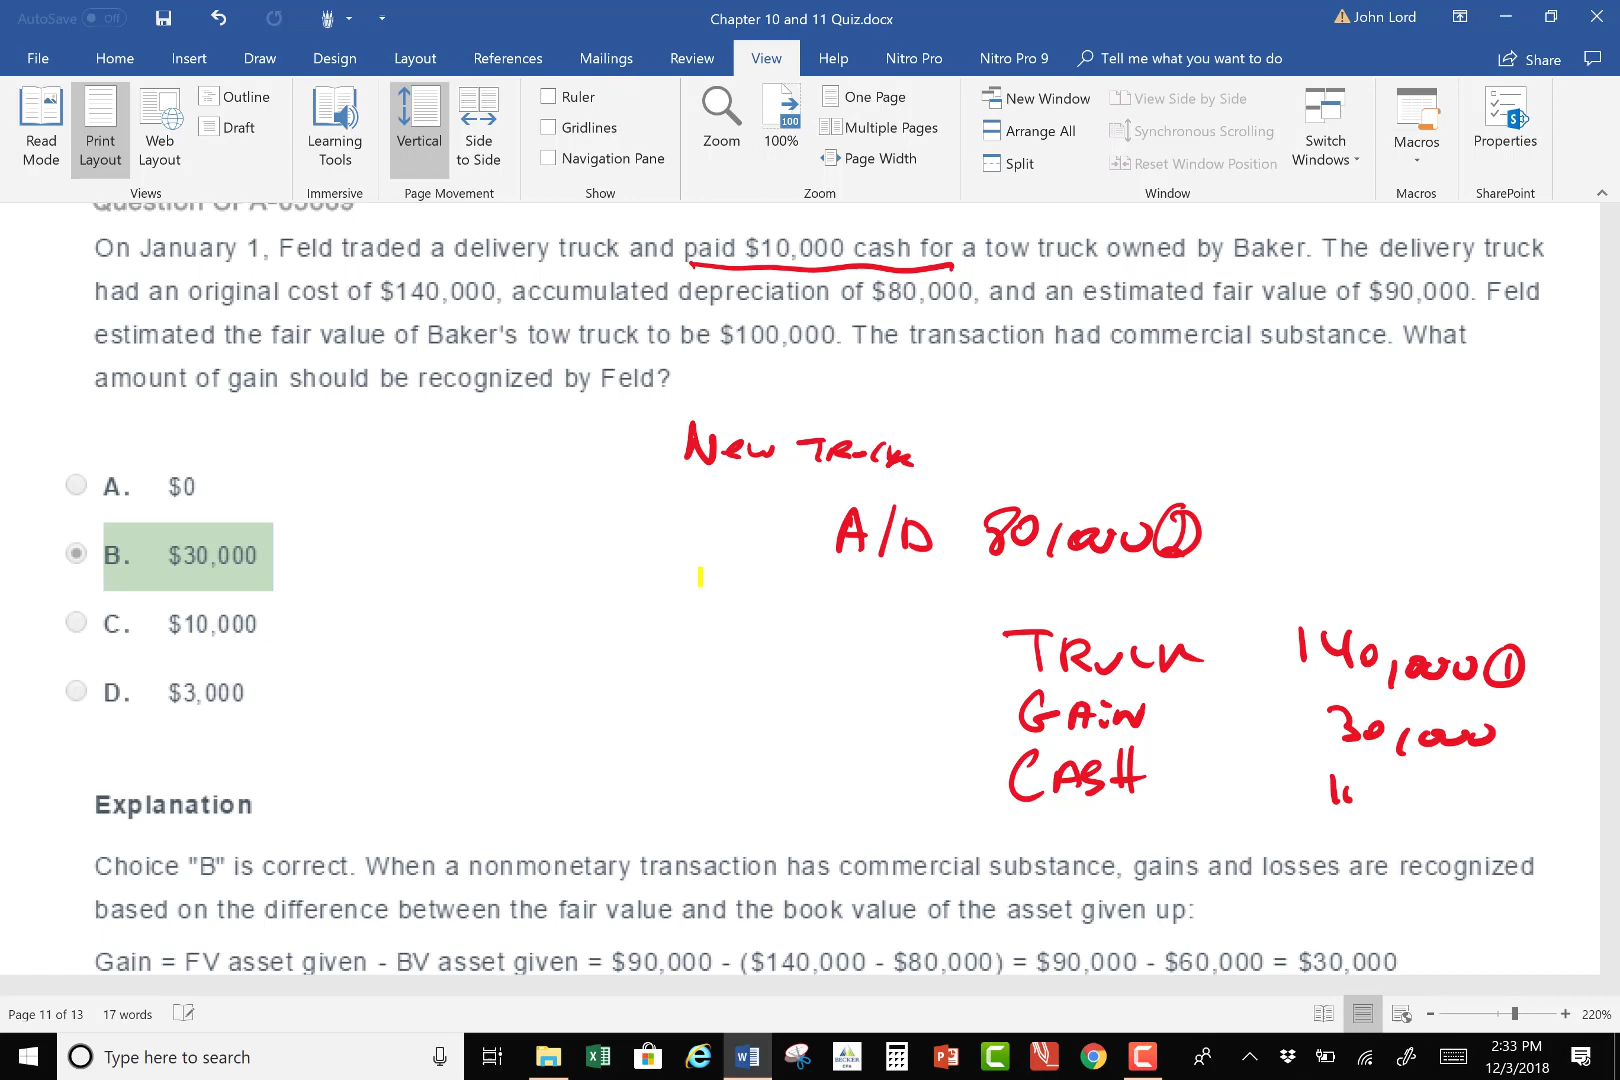 AutoSave Off
Chapter 10 and 11 Quiz.docx
John Lord
File Home Insert Draw Design Layout References Mailings Review View Help Nitro Pro Nitro Pro 9 Tell me what you want to do Share
Read Mode
Print Layout
Web Layout
Outline
Draft
Views
Learning Tools
Immersive
Vertical
Side to Side
Page Movement
Ruler
Gridlines
Navigation Pane
Show
Zoom
100
100%
One Page
Multiple Pages
Page Width
Zoom
New Window
Arrange All
Split
View Side by Side
Synchronous Scrolling
Reset Window Position
Switch Windows
Window
Macros
Macros
Properties
SharePoint
Question CPA-05609
On January 1, Feld traded a delivery truck and paid $10,000 cash for a tow truck owned by Baker. The delivery truck
had an original cost of $140,000, accumulated depreciation of $80,000, and an estimated fair value of $90,000. Feld
estimated the fair value of Baker's tow truck to be $100,000. The transaction had commercial substance. What
amount of gain should be recognized by Feld?
New Truck
A. $0
A/D 80,000 2
B. $30,000
C. $10,000
Truck 140,000 1
D. $3,000
Gain 30,000
Cash 10
Explanation
Choice "B" is correct. When a nonmonetary transaction has commercial substance, gains and losses are recognized
based on the difference between the fair value and the book value of the asset given up:
Gain = FV asset given - BV asset given = $90,000 - ($140,000 - $80,000) = $90,000 - $60,000 = $30,000
Page 11 of 13 17 words 220%
Type here to search
2:33 PM
12/3/2018